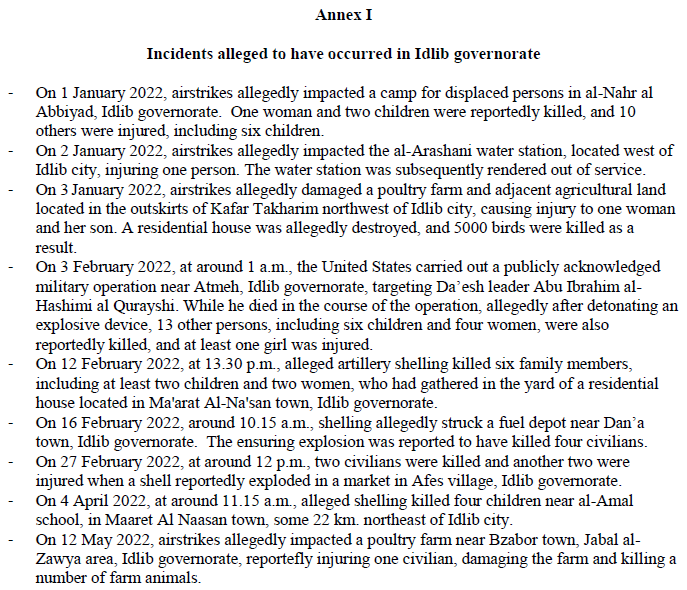 Annex I
Incidents alleged to have occurred in Idlib governorate
- On 1 January 2022, airstrikes allegedly impacted a camp for displaced persons in al-Nahr al
Abbiyad, Idlib governorate.  One woman and two children were reportedly killed, and 10
others were injured, including six children.
- On 2 January 2022, airstrikes allegedly impacted the al-Arashani water station, located west of
Idlib city, injuring one person. The water station was subsequently rendered out of service.
- On 3 January 2022, airstrikes allegedly damaged a poultry farm and adjacent agricultural land
located in the outskirts of Kafar Takharim northwest of Idlib city, causing injury to one woman
and her son. A residential house was allegedly destroyed, and 5000 birds were killed as a
result.
- On 3 February 2022, at around 1 a.m., the United States carried out a publicly acknowledged
military operation near Atmeh, Idlib governorate, targeting Da’esh leader Abu Ibrahim al-
Hashimi al Qurayshi. While he died in the course of the operation, allegedly after detonating an
explosive device, 13 other persons, including six children and four women, were also
reportedly killed, and at least one girl was injured.
- On 12 February 2022, at 13.30 p.m., alleged artillery shelling killed six family members,
including at least two children and two women, who had gathered in the yard of a residential
house located in Ma'arat Al-Na'san town, Idlib governorate.
- On 16 February 2022, around 10.15 a.m., shelling allegedly struck a fuel depot near Dan’a
town, Idlib governorate.  The ensuring explosion was reported to have killed four civilians.
- On 27 February 2022, at around 12 p.m., two civilians were killed and another two were
injured when a shell reportedly exploded in a market in Afes village, Idlib governorate.
- On 4 April 2022, at around 11.15 a.m., alleged shelling killed four children near al-Amal
school, in Maaret Al Naasan town, some 22 km. northeast of Idlib city.
- On 12 May 2022, airstrikes allegedly impacted a poultry farm near Bzabor town, Jabal al-
Zawya area, Idlib governorate, reportefly injuring one civilian, damaging the farm and killing a
number of farm animals.